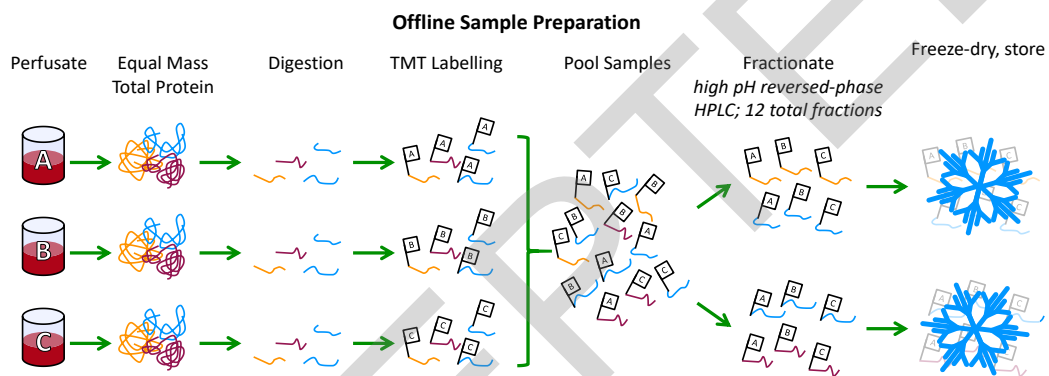 Offline Sample Preparation
Perfusate
Equal Mass
Total Protein
Digestion
TMT Labelling
Pool Samples
Fractionate
high pH reversed-phase
HPLC; 12 total fractions
Freeze-dry, store
A
A
A
A
A
B
C
A
C
B
A
B
C
A
B
C
B
B
B
B
B
B
B
C
A
A
B
C
A
C
C
C
C
C
C
A
B
C
A
B
C